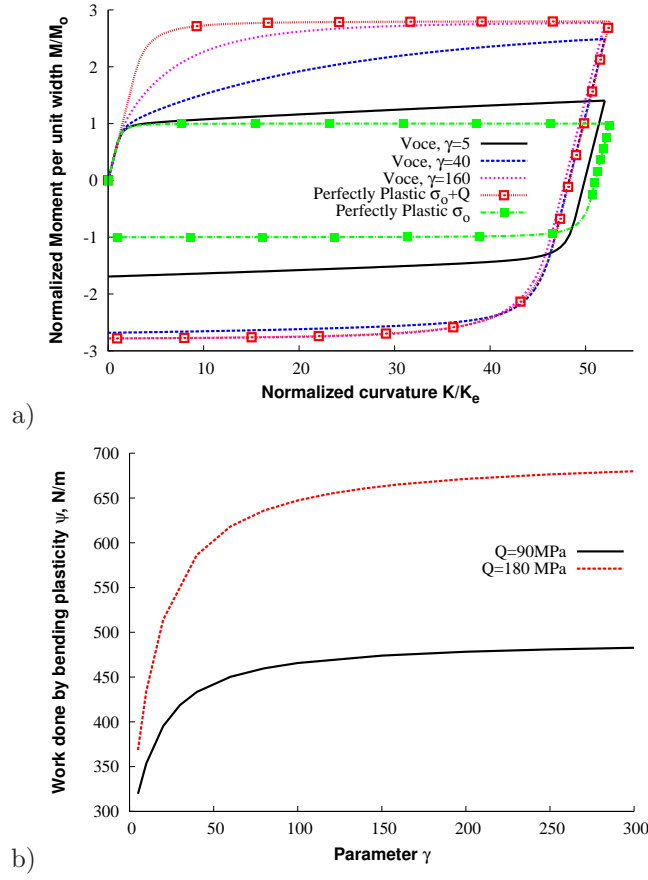 Normalized Moment per unit width M/Mo
3
2
1
0
-1
-2
-3
Voce, γ=5
Voce, γ=40
Voce, γ=160
Perfectly Plastic σo+Q
Perfectly Plastic σo
0 10 20 30 40 50
Normalized curvature K/Ke
a)
Work done by bending plasticity ψ, N/m
700
650
600
550
500
450
400
350
300
Q=90MPa
Q=180 MPa
0 50 100 150 200 250 300
Parameter γ
b)